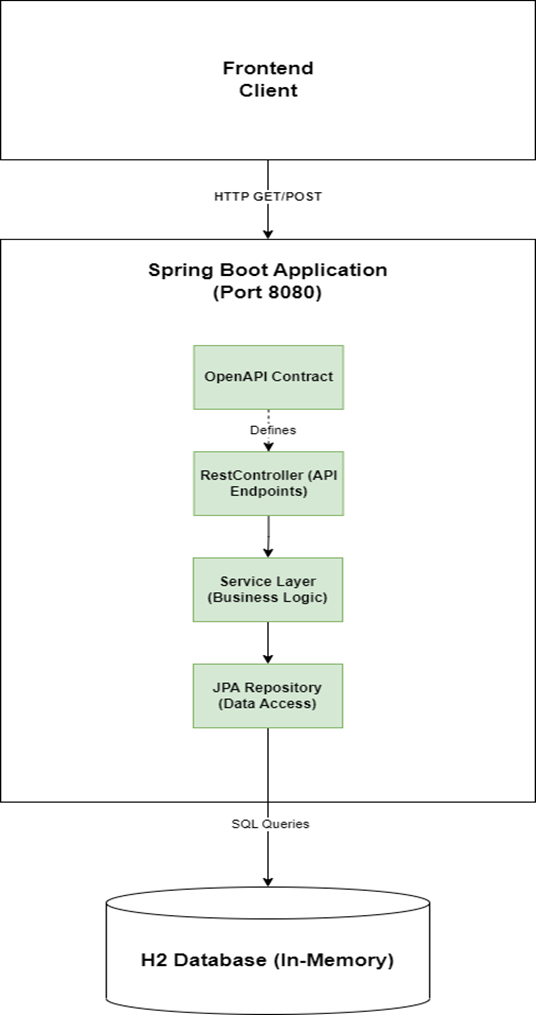 Frontend
Client
HTTP GET/POST
Spring Boot Application
(Port 8080)
OpenAPI Contract
Defines
RestController (API
Endpoints)
Service Layer
(Business Logic)
JPA Repository
(Data Access)
SQL Queries
H2 Database (In-Memory)